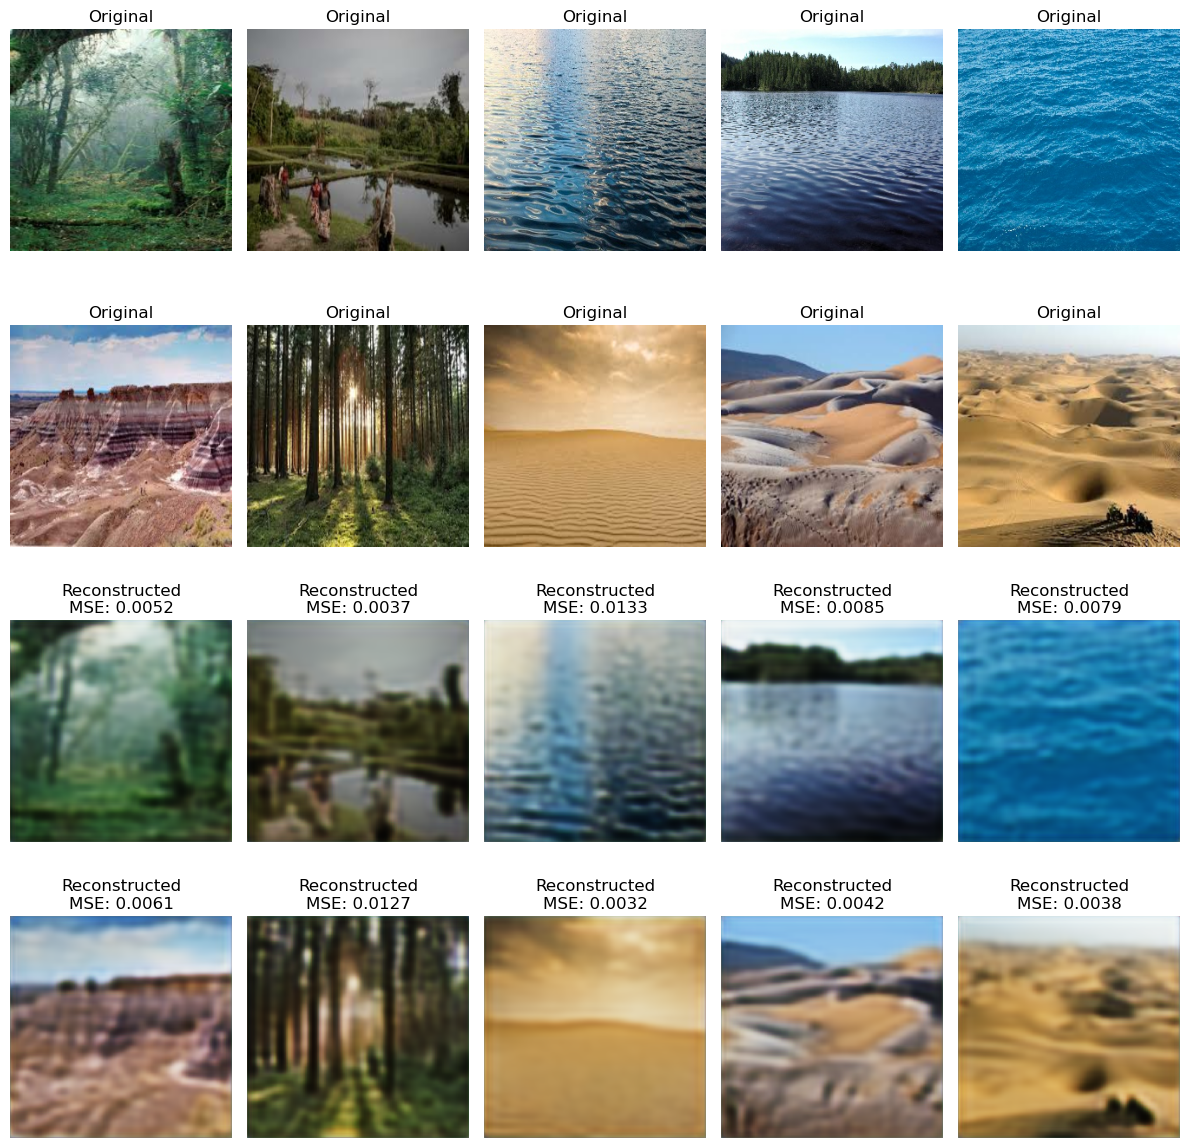 Original
Original
Original
Original
Original
Original
Original
Original
Original
Original
Reconstructed
MSE: 0.0052
Reconstructed
MSE: 0.0037
Reconstructed
MSE: 0.0133
Reconstructed
MSE: 0.0085
Reconstructed
MSE: 0.0079
Reconstructed
MSE: 0.0061
Reconstructed
MSE: 0.0127
Reconstructed
MSE: 0.0032
Reconstructed
MSE: 0.0042
Reconstructed
MSE: 0.0038